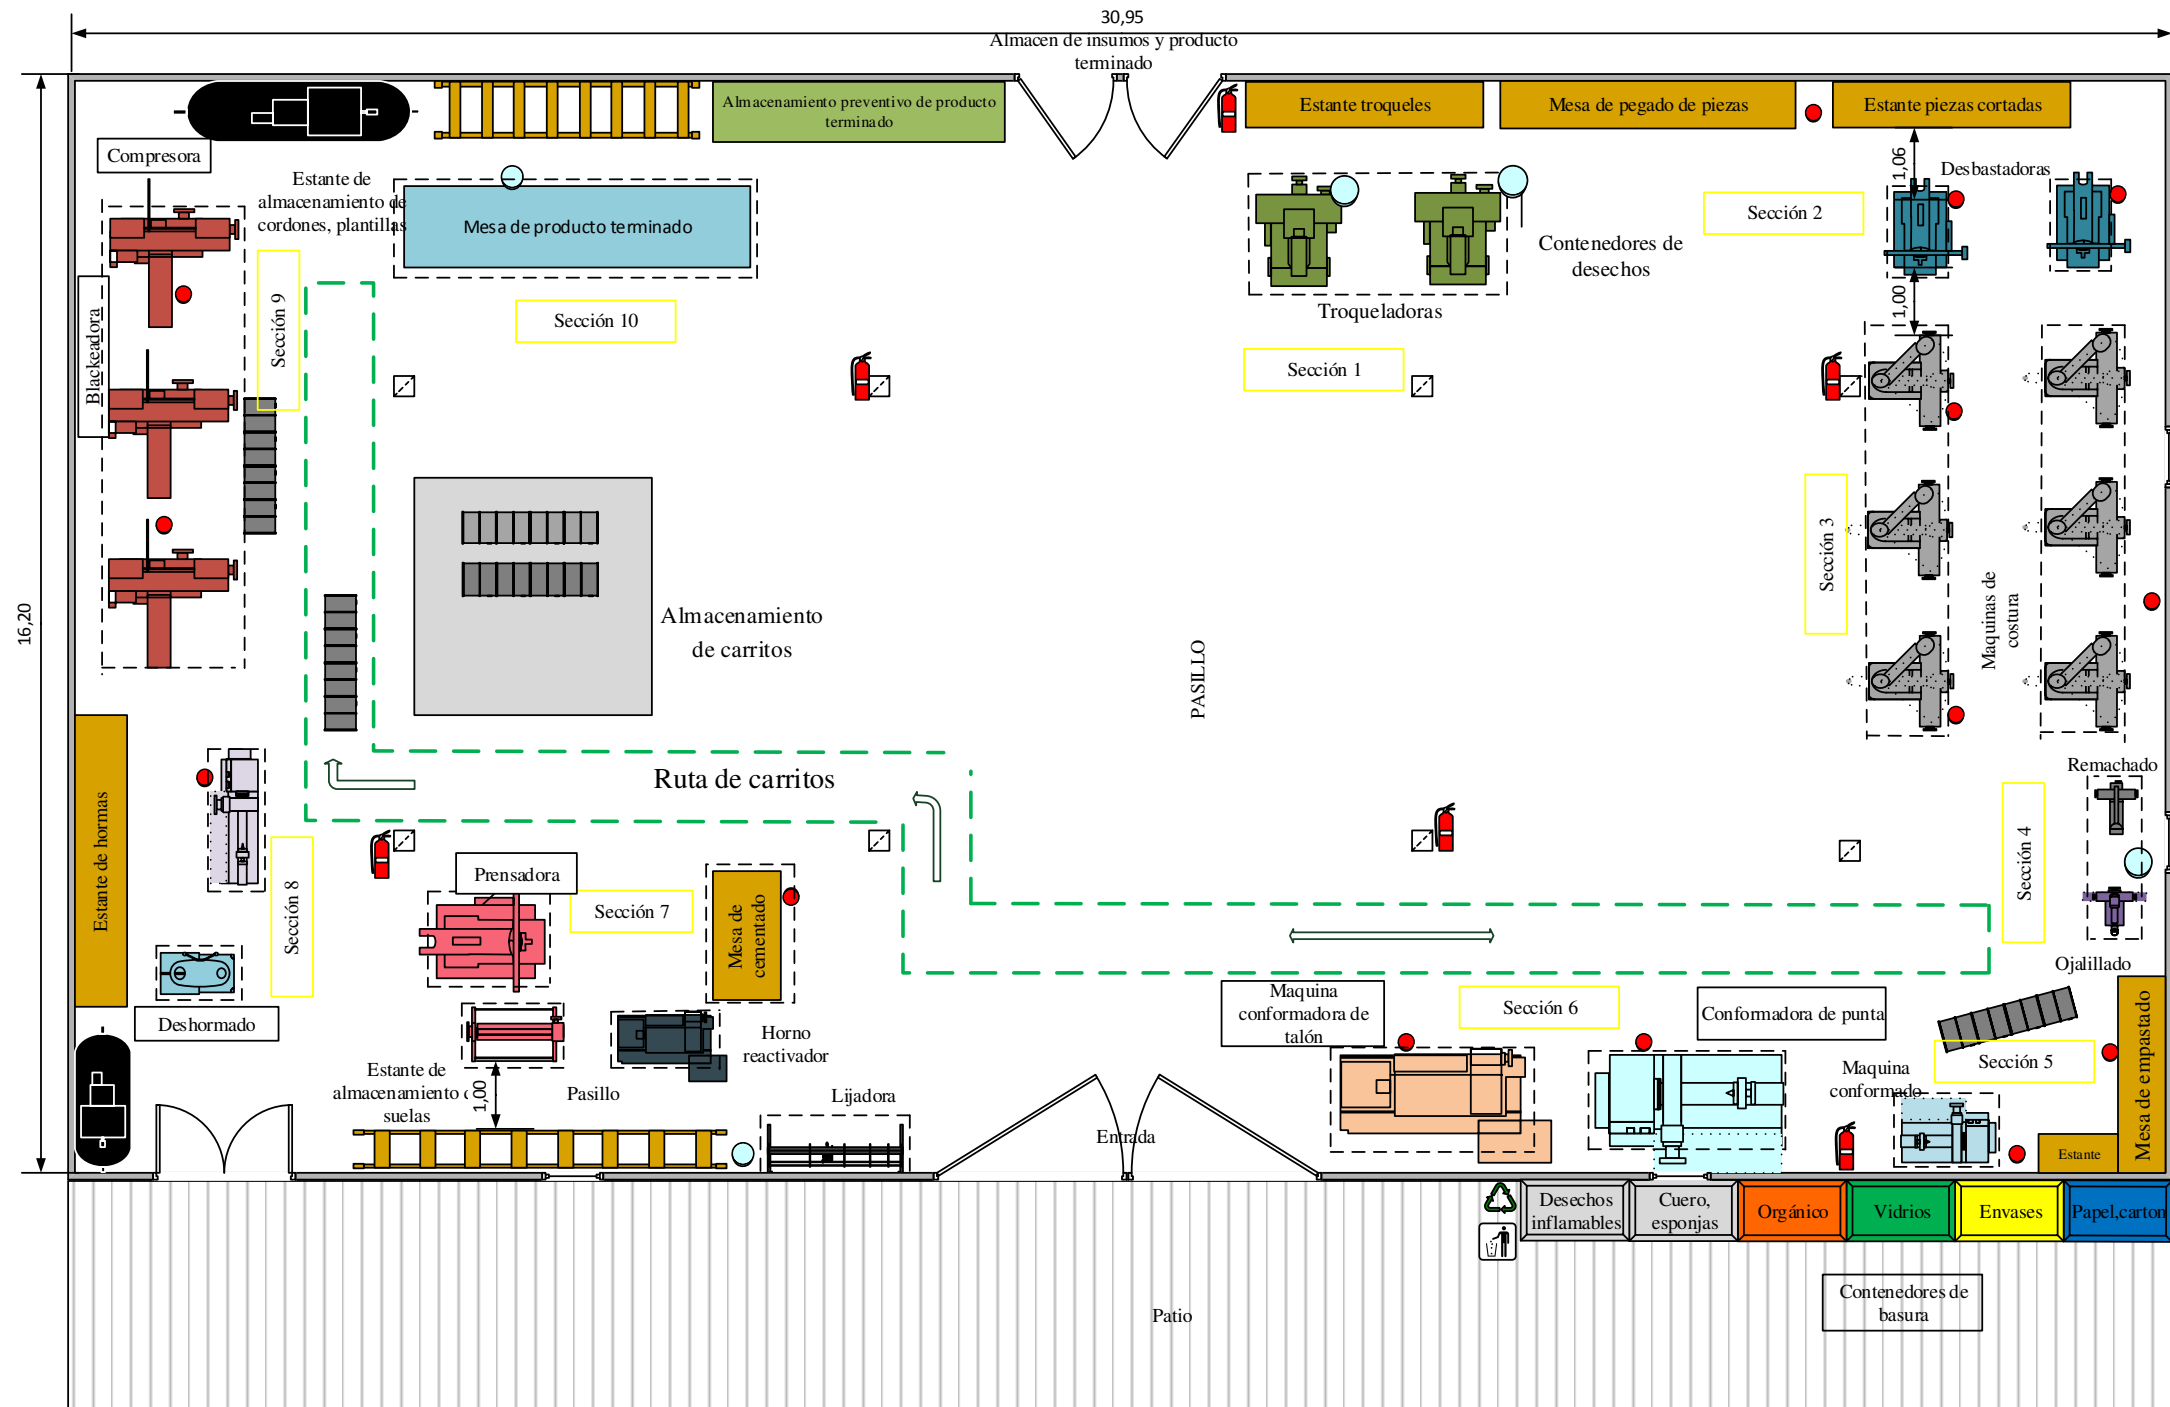 30,95
Almacen de insumos y producto
terminado
Almacenamiento preventivo de producto
terminado
Estante troqueles
Mesa de pegado de piezas
Estante piezas cortadas
Compresora
Estante de
almacenamiento de
cordones, plantillas
Mesa de producto terminado
1,06
Desbastadoras
Sección 2
Contenedores de
desechos
Troqueladoras
1,00
Blackeadora
Sección 9
Sección 10
Sección 1
Sección 3
16,20
Almacenamiento
de carritos
PASILLO
Maquinas de
costura
Ruta de carritos
Remachado
Estante de hormas
Sección 8
Prensadora
Sección 7
Mesa de
cementado
Sección 4
Ojalillado
Deshormado
Horno
reactivador
Maquina
conformadora de
talón
Sección 6
Conformadora de punta
Sección 5
Mesa de empastado
Estante de
almacenamiento
suelas
1,00
Pasillo
Lijadora
Entrada
Maquina
conformado
Estante
Desechos
inflamables
Cuero,
esponjas
Orgánico
Vidrios
Envases
Papel,carton
Contenedores de
basura
Patio